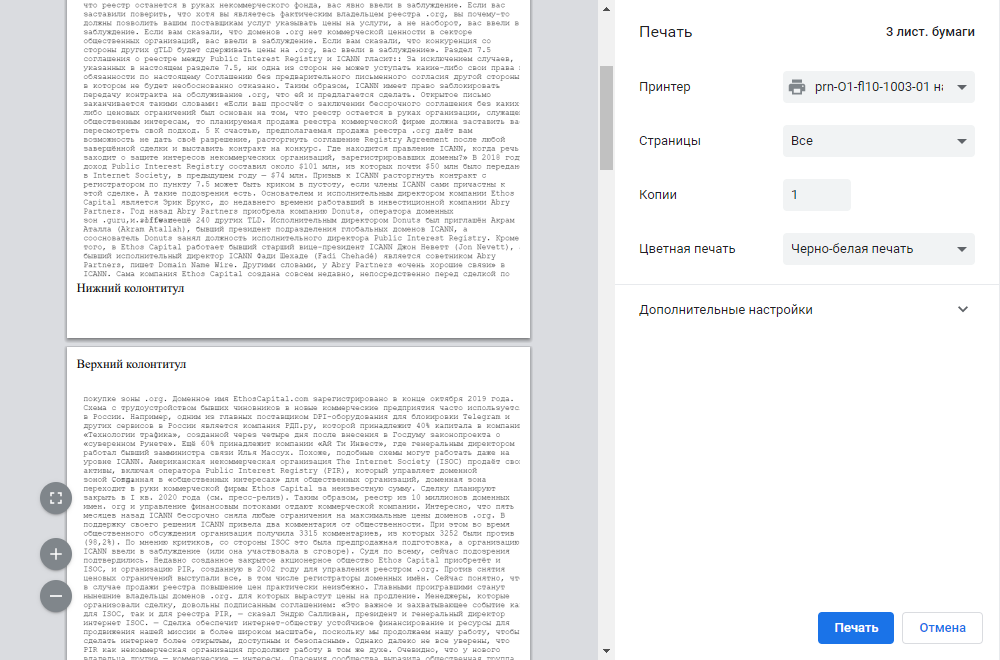 что реестр останется в руках некоммерческого фонда, вас явно ввели в заблуждение. Если вас
заставили поверить, что хотя вы являетесь фактическим владельцем реестра .org, вы почему-то
должны позволить вашим поставщикам услуг указывать цены на услуги, а не наоборот, вас ввели в
заблуждение. Если вам сказали, что доменов .org нет коммерческой ценности в секторе
общественных организаций, вас ввели в заблуждение. Если вам сказали, что конкуренция со
стороны других gTLD будет сдерживать цены на .org, вас ввели в заблуждение». Раздел 7.5
соглашения о реестре между Public Interest Registry и ICANN гласит:: За исключением случаев,
указанных в настоящем разделе 7.5, ни одна из сторон не может уступать какие-либо свои права
обязанности по настоящему Соглашению без предварительного письменного согласия другой стороны
в котором не будет необоснованно отказано. Таким образом, ICANN имеет право заблокировать
передачу контракта на обслуживание .org, что ей и предлагается сделать. Открытое письмо
заканчивается такими словами: «Если ваш просчёт о заключении бессрочного соглашения без каких
либо ценовых ограничений был основан на том, что реестр остается в руках организации, служаще
общественным интересам, то планируемая продажа реестра коммерческой фирме должна заставить ва
пересмотреть свой подход. 5 К счастью, предполагаемая продажа реестра .org даёт вам
возможность не дать своё разрешение, расторгнуть соглашение Registry Agreement после любой
завершённой сделки и выставить контракт на конкурс. Где находится правление ICANN, когда речь
заходит о защите интересов некоммерческих организаций, зарегистрировавших домены?» В 2018 год
доход Public Interest Registry составил около $101 млн, из которых почти $50 млн было передан
в Internet Society, в предыдущем году — $74 млн. Призыв к ICANN расторгнуть контракт с
регистратором по пункту 7.5 может быть криком в пустоту, если члены ICANN сами причастны к
этой сделке. А такие подозрения есть. Основателем и исполнительным директором компании Ethos
Capital является Эрик Брукс, до недавнего времени работавший в инвестиционной компании Abry
Partners. Год назад Abry Partners приобрела компанию Donuts, оператора доменных
зон .guru, 240 других TLD. Исполнительным директором Donuts был приглашён Акрам
Аталла (Akram Atallah), бывший президент подразделения глобальных доменов ICANN, а
сооснователь Donuts занял должность исполнительного директора Public Interest Registry. Кроме
того, в Ethos Capital работает бывший старший вице-президент ICANN Джон Неветт (Jon Nevett),
бывший исполнительный директор ICANN Фади Шехаде (Fadi Chehadé) является советником Abry
Partners, пишет Domain Name Wire. Другими словами, у Abry Partners «очень хорошие связи» в
ICANN. Сама компания Ethos Capital создана совсем недавно, непосредственно перед сделкой по
Нижний колонтитул
Верхний колонтитул
покупке зоны .org. Доменное имя EthosCapital.com зарегистрировано в конце октября 2019 года.
Схема с трудоустройством бывших чиновников в новые коммерческие предприятия часто используетс
в России. Например, одним из главных поставщиком DPI-оборудования для блокировки Telegram и
других сервисов в России является компания РДП.ру, которой принадлежит 40% капитала в компани
«Технологии трафика», созданной через четыре дня после внесения в Госдуму законопроекта о
«суверенном Рунете». Ещё 60% принадлежит компании «Ай Ти Инвест», где генеральным директором
работал бывший замминистра связи Илья Массух. Похоже, подобные схемы могут работать даже на
уровне ICANN. Американская некоммерческая организация The Internet Society (ISOC) продаёт сво
активы, включая оператора Public Interest Registry (PIR), который управляет доменной
зоной Созданная в «общественных интересах» для общественных организаций, доменная зона
переходит в руки коммерческой фирмы Ethos Capital за неизвестную сумму. Сделку планируют
закрыть в I кв. 2020 года (см. пресс-релиз). Таким образом, реестр из 10 миллионов доменных
имен. org и управление финансовыми потоками отдают коммерческой компании. Интересно, что пять
месяцев назад ICANN бессрочно сняла любые ограничения на максимальные цены доменов .org. В
поддержку своего решения ICANN привела два комментария от общественности. При этом во время
общественного обсуждения организация получила 3315 комментариев, из которых 3252 были против
(98,2%). По мнению критиков, со стороны ISOC это была предпродажная подготовка, а организацию
ICANN ввели в заблуждение (или она участвовала в сговоре). Судя по всему, сейчас подозрения
подтвердились. Недавно созданное закрытое акционерное общество Ethos Capital приобретёт и
ISOC, и организацию PIR, созданную в 2002 году для управления реестром .org. Против снятия
ценовых ограничений выступали все, в том числе регистраторы доменных имён. Сейчас понятно, чт
в случае продажи реестра повышение цен практически неизбежно. Главными проигравшими станут
нынешние владельцы доменов .org. для которых вырастут цены на продление. Менеджеры, которые
организовали сделку, довольны подписанным соглашением: «Это важное и захватывающее событие ка
для ISOC, так и для реестра PIR, — сказал Эндрю Салливан, президент и генеральный директор
интернет ISOC. — Сделка обеспечит интернет-обществу устойчивое финансирование и ресурсы для
продвижения нашей миссии в более широком масштабе, поскольку мы продолжаем нашу работу, чтобы
сделать интернет более открытым, доступным и безопасным». Однако далеко не все уверены, что
PIR как некоммерческая организация продолжит работу в том же духе. Очевидно, что у нового
владельца другие — коммерческие — интересы. Опасения сообщества выразила общественная группа
Печать
3 лист. бумаги
Принтер
prn-O1-fl10-1003-01 на
Страницы
Все
Копии
1
Цветная печать
Черно-белая печать
Дополнительные настройки
Печать
Отмена